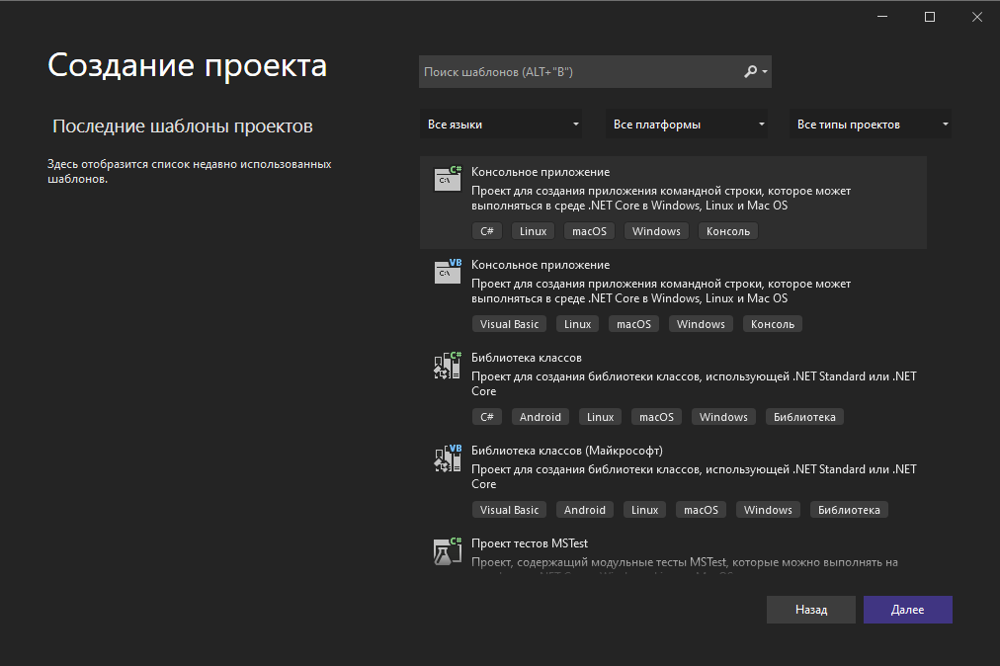 Создание проекта
Поиск шаблонов (ALT+"В")
Последние шаблоны проектов
Все языки
Все платформы
Все типы проектов
Здесь отобразится список недавно использованных
шаблонов.
C#
C:\
Консольное приложение
Проект для создания приложения командной строки, которое может
выполняться в среде .NET Core в Windows, Linux и Mac OS
C# Linux macOS Windows Консоль
VB
C:\
Консольное приложение
Проект для создания приложения командной строки, которое может
выполняться в среде .NET Core в Windows, Linux и Mac OS
Visual Basic Linux macOS Windows Консоль
C#
Библиотека классов
Проект для создания библиотеки классов, использующей .NET Standard или .NET
Core
C# Android Linux macOS Windows Библиотека
VB
Библиотека классов (Майкрософт)
Проект для создания библиотеки классов, использующей .NET Standard или .NET
Core
Visual Basic Android Linux macOS Windows Библиотека
C#
Проект тестов MSTest
Проект, содержащий модульные тесты MSTest, которые можно выполнять на
Назад
Далее